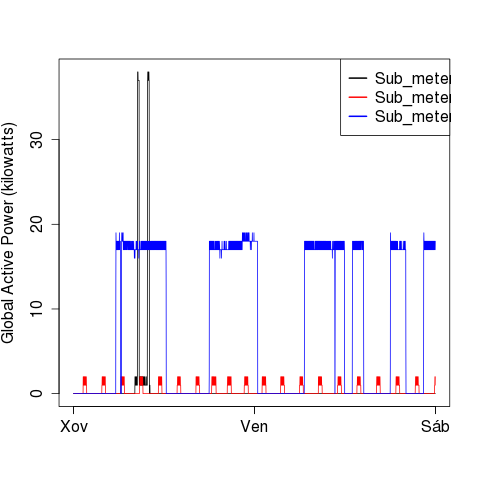 Sub_meter
Sub_meter
Sub_meter
Global Active Power (kilowatts)
30
20
10
0
Xov Ven Sáb